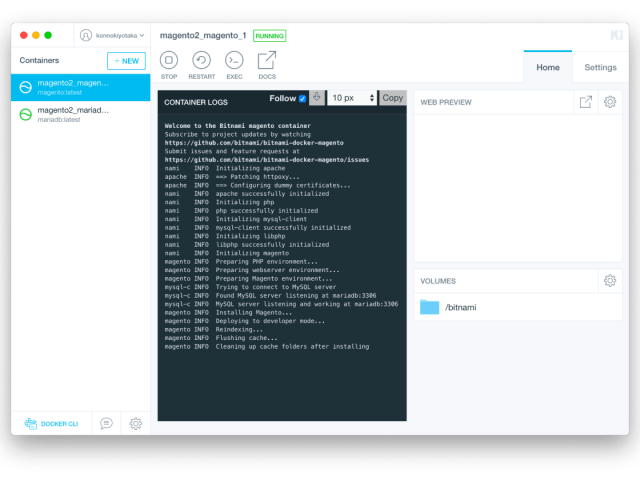 konnokiyotaka
magento2_magento_1 RUNNING
Containers + NEW
STOP RESTART EXEC DOCS
Home Settings
magento2_magen...
magento:latest
magento2_mariad...
mariadb:latest
CONTAINER LOGS Follow 10 px Copy
WEB PREVIEW
Welcome to the Bitnami magento container
Subscribe to project updates by watching
https://github.com/bitnami/bitnami-docker-magento
Submit issues and feature requests at
https://github.com/bitnami/bitnami-docker-magento/issues
nami INFO Initializing apache
apache INFO ==> Patching httpoxy...
apache INFO ==> Configuring dummy certificates...
nami INFO apache successfully initialized
nami INFO Initializing php
nami INFO php successfully initialized
nami INFO Initializing mysql-client
nami INFO mysql-client successfully initialized
nami INFO Initializing libphp
nami INFO libphp successfully initialized
nami INFO Initializing magento
magento INFO Preparing PHP environment...
magento INFO Preparing webserver environment...
magento INFO Preparing Magento environment...
mysql-c INFO Trying to connect to MySQL server
mysql-c INFO Found MySQL server listening at mariadb:3306
mysql-c INFO MySQL server listening and working at mariadb:3306
magento INFO Installing Magento...
magento INFO Deploying to developer mode...
magento INFO Reindexing...
magento INFO Flushing cache...
magento INFO Cleaning up cache folders after installing
VOLUMES
/bitnami
DOCKER CLI